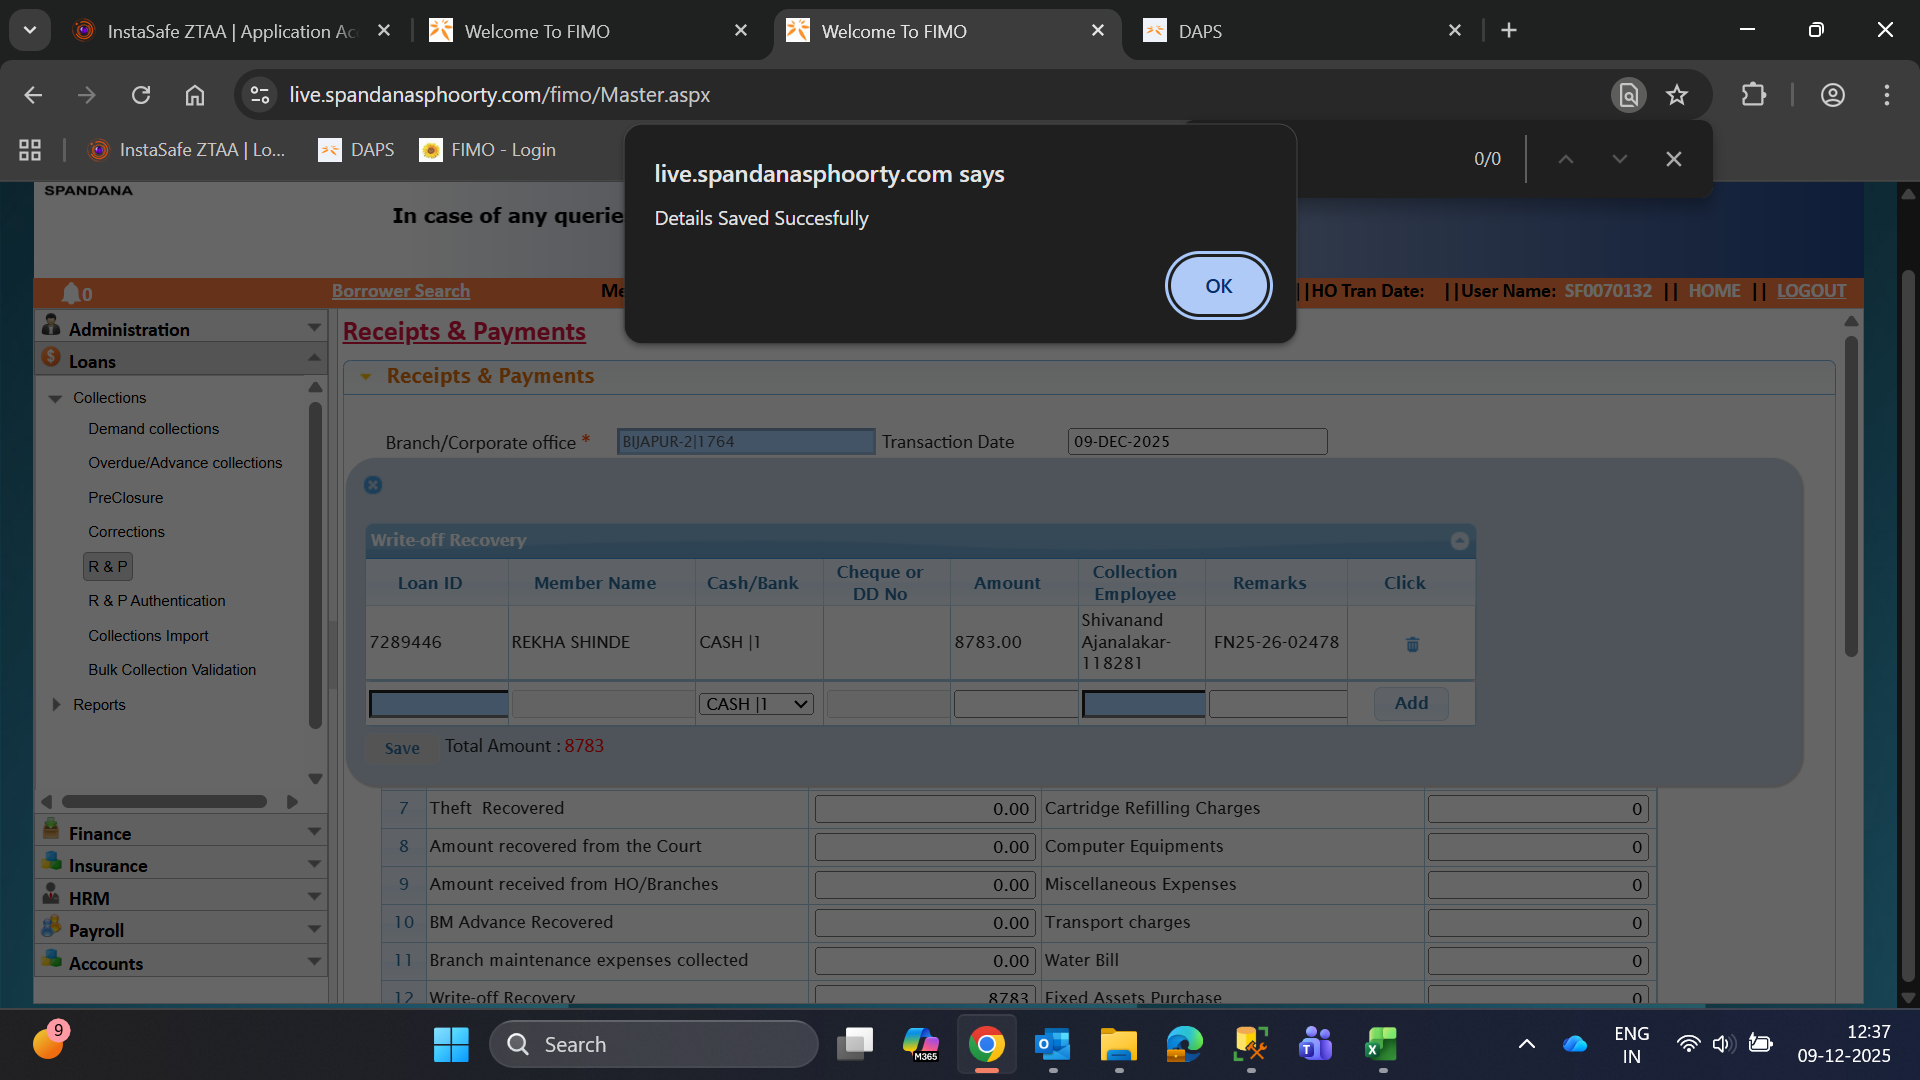 InstaSafe ZTAA | Application Acc
Welcome To FIMO
Welcome To FIMO
DAPS
live.spandanasphoorty.com/fimo/Master.aspx
InstaSafe ZTAA | Lo...
DAPS
FIMO - Login
0/0
live.spandanasphoorty.com says
Details Saved Succesfully
OK
SPANDANA
In case of any querie
0
Borrower Search
Me
||HO Tran Date: ||User Name: SF0070132 || HOME || LOGOUT
Administration
Loans
Collections
Demand collections
Overdue/Advance collections
PreClosure
Corrections
R & P
R & P Authentication
Collections Import
Bulk Collection Validation
Reports
Finance
Insurance
HRM
Payroll
Accounts
Receipts & Payments
Receipts & Payments
Branch/Corporate office * BIJAPUR-2|1764 Transaction Date 09-DEC-2025
Write-off Recovery
Loan ID Member Name Cash/Bank Cheque or DD No Amount Collection Employee Remarks Click
7289446 REKHA SHINDE CASH |1 8783.00 Shivanand Ajanalakar-118281 FN25-26-02478
CASH |1 Add
Save Total Amount : 8783
7 Theft Recovered 0.00 Cartridge Refilling Charges 0
8 Amount recovered from the Court 0.00 Computer Equipments 0
9 Amount received from HO/Branches 0.00 Miscellaneous Expenses 0
10 BM Advance Recovered 0.00 Transport charges 0
11 Branch maintenance expenses collected 0.00 Water Bill 0
12 Write-off Recovery 8783 Fixed Assets Purchase 0
9
Search
M365
ENG
IN
12:37
09-12-2025